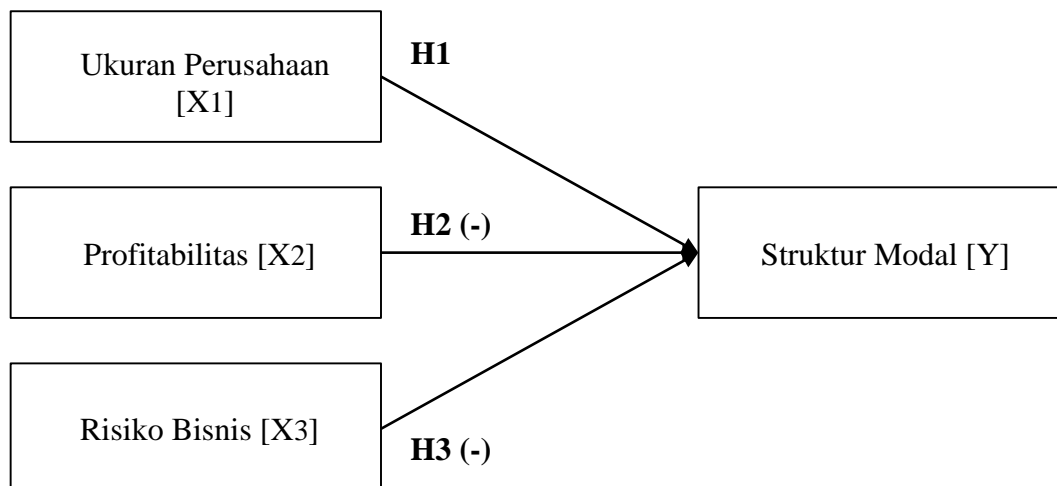 Ukuran Perusahaan
[X1]
H1
Profitabilitas [X2]
H2 (-)
Struktur Modal [Y]
Risiko Bisnis [X3]
H3 (-)